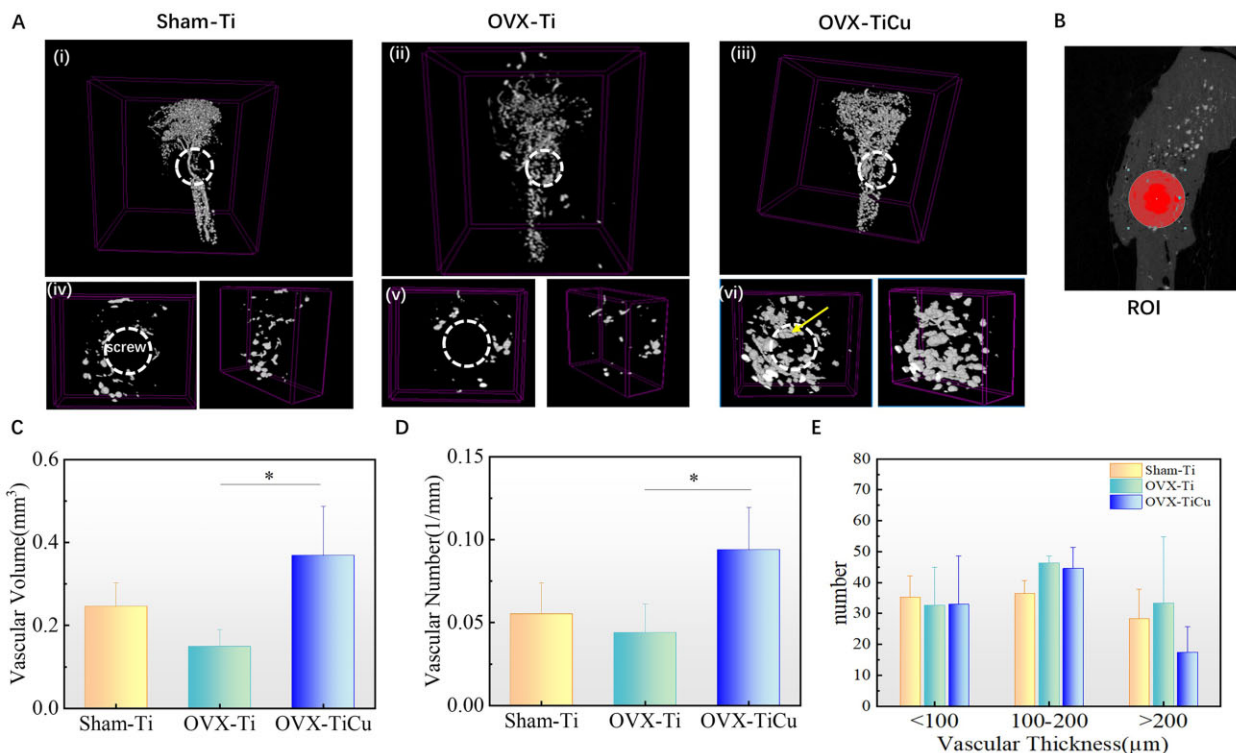 A
Sham-Ti
OVX-Ti
OVX-TiCu
B
(i)
(ii)
(iii)
(iv)
screw
(v)
(vi)
ROI
C
Vascular Volume(mm³)
0.6
0.4
0.2
0.0
*
Sham-Ti
OVX-Ti
OVX-TiCu
D
Vascular Number(1/mm)
0.15
0.10
0.05
0.00
*
Sham-Ti
OVX-Ti
OVX-TiCu
E
number
80
70
60
50
40
30
20
10
0
Sham-Ti
OVX-Ti
OVX-TiCu
<100
100-200
>200
Vascular Thickness(μm)